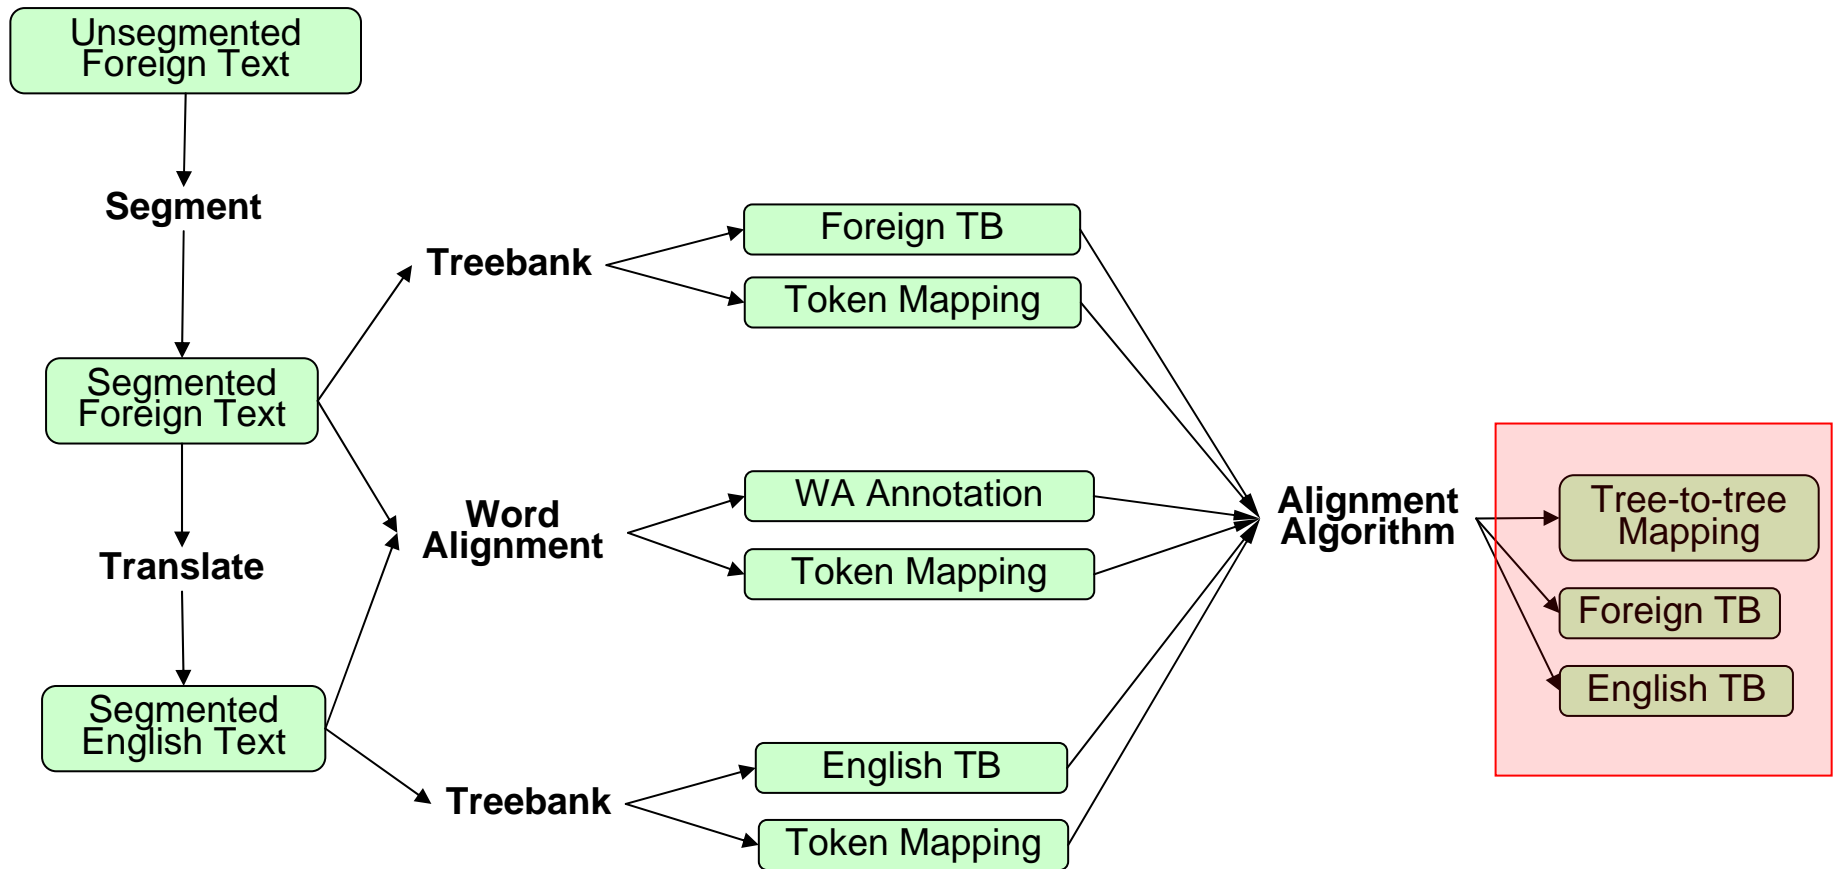 Unsegmented
Foreign Text
Segment
Segmented
Foreign Text
Translate
Segmented
English Text
Treebank
Word
Alignment
Treebank
Foreign TB
Token Mapping
WA Annotation
Token Mapping
English TB
Token Mapping
Alignment
Algorithm
Tree-to-tree
Mapping
Foreign TB
English TB